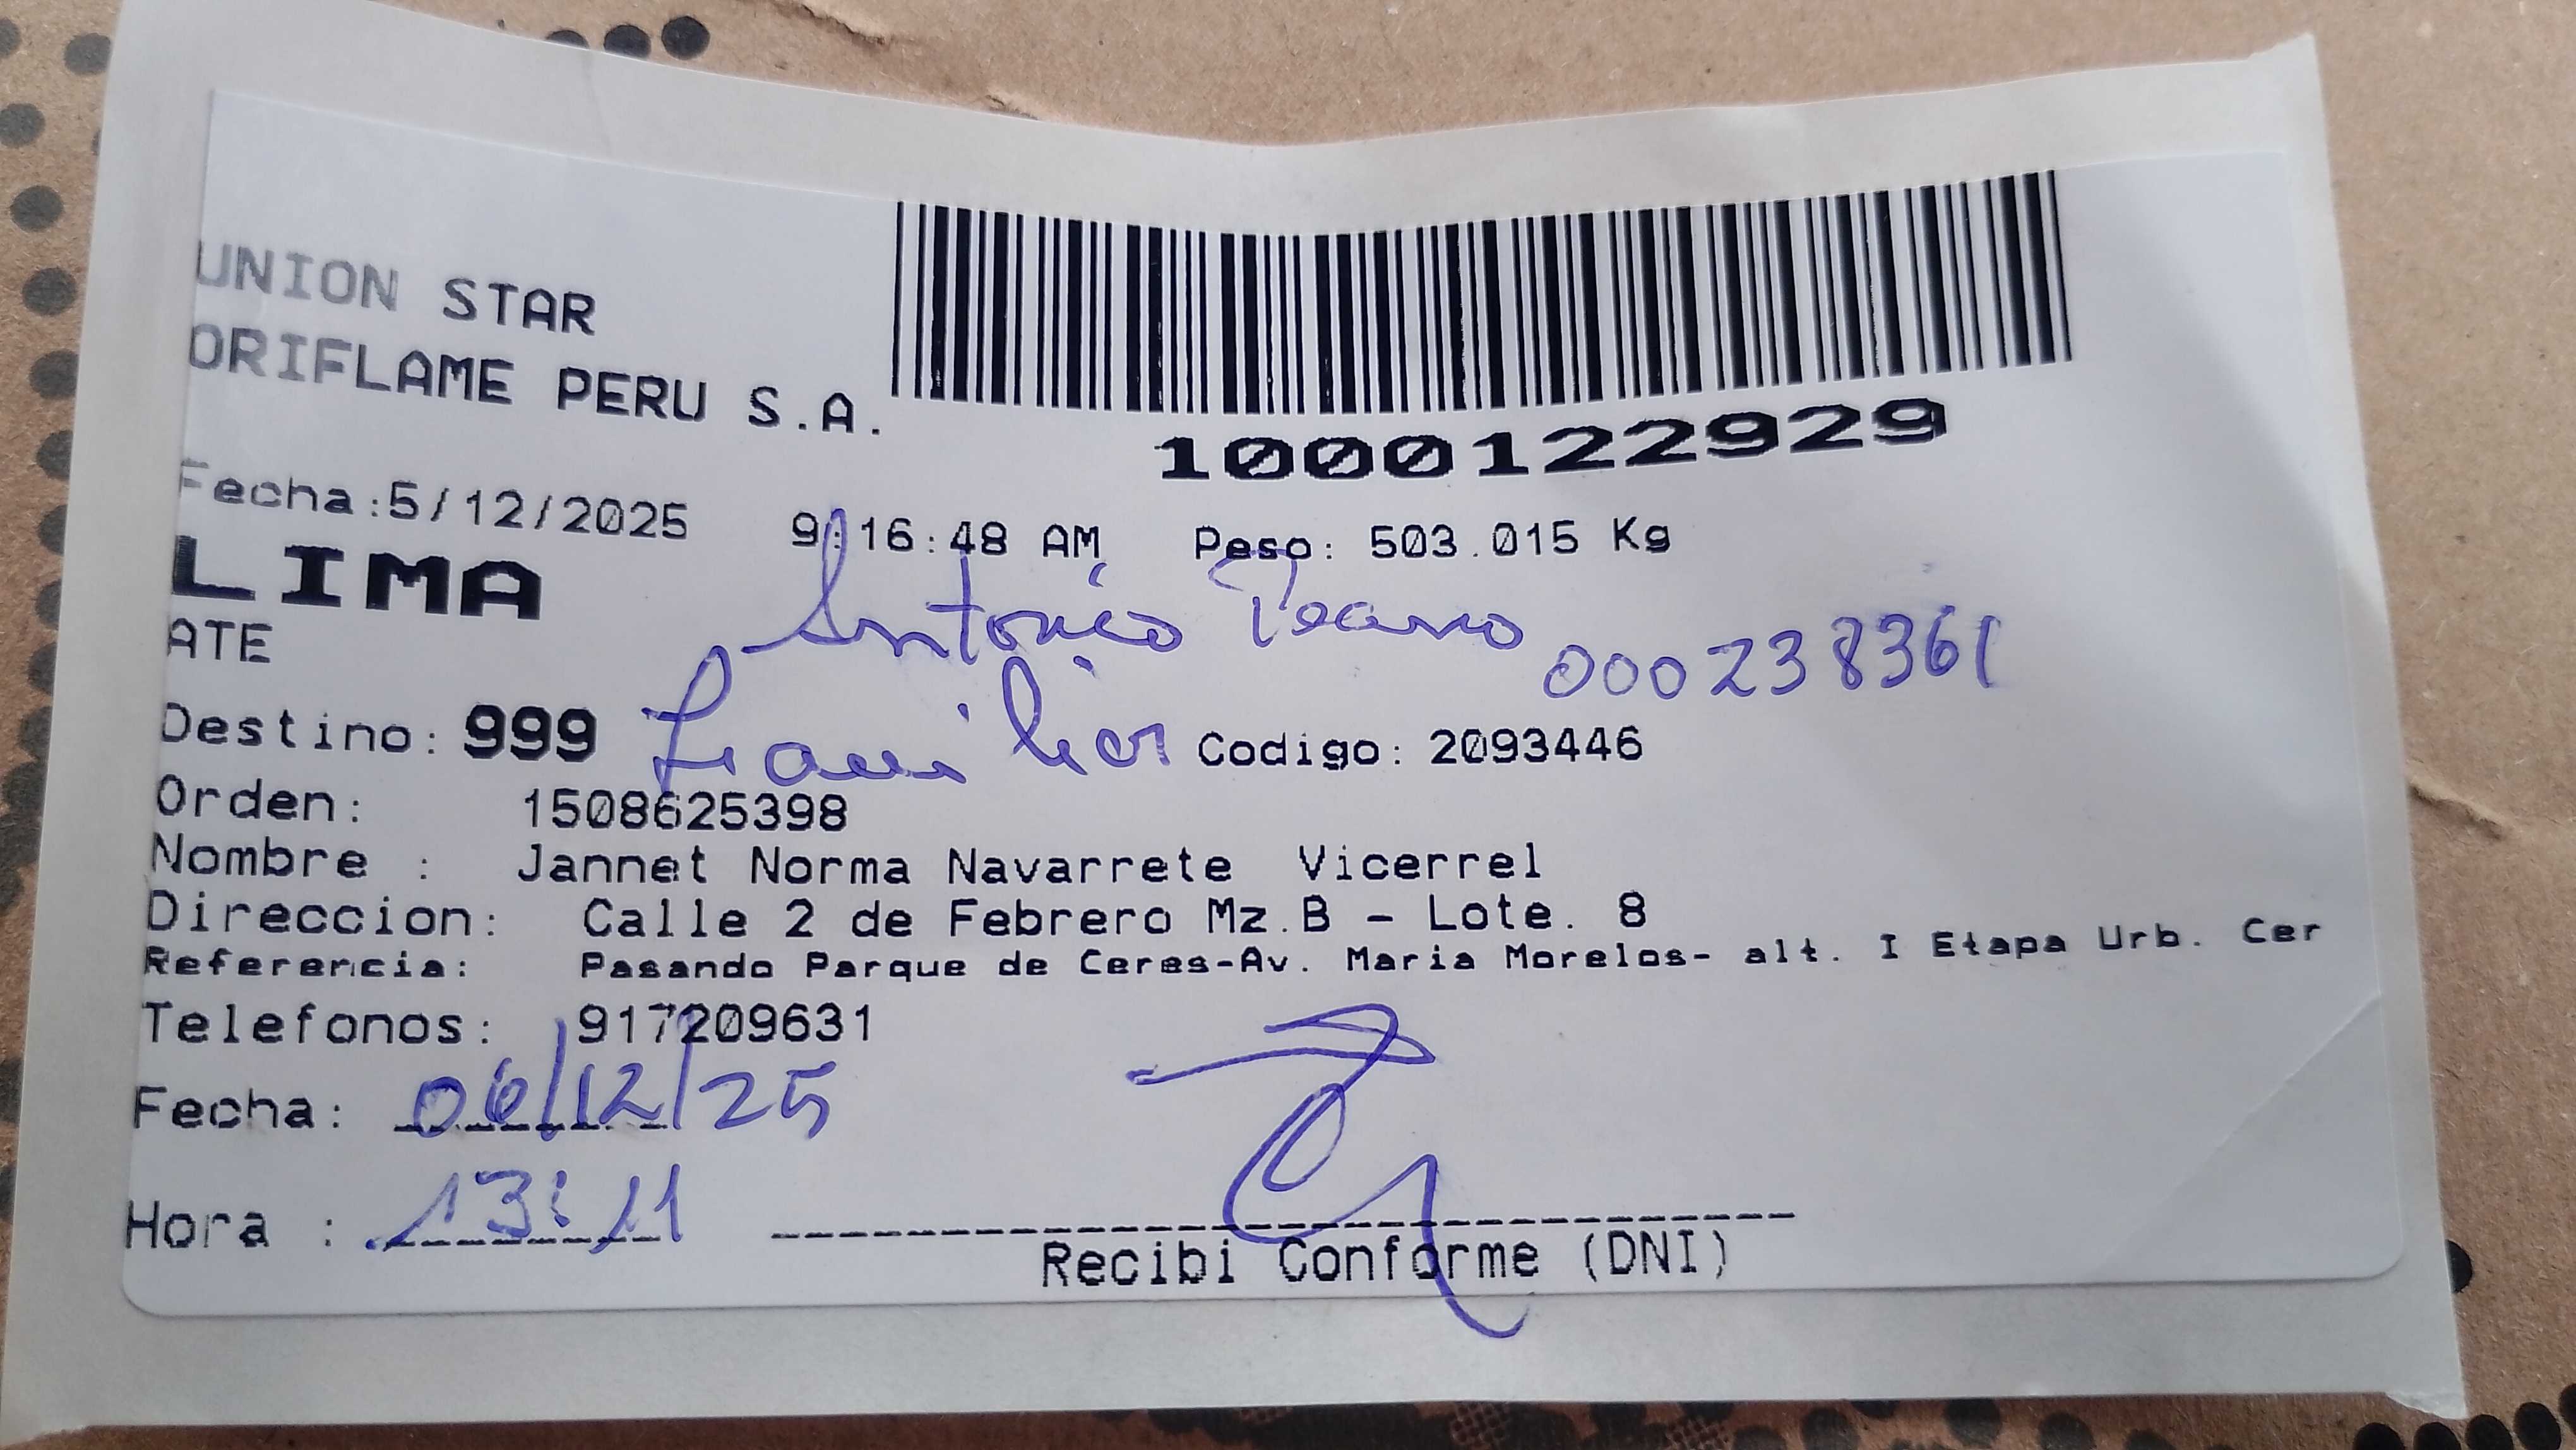 UNION STAR
ORIFLAME PERU S.A.
1000122929
Fecha:5/12/2025 9:16:48 AM Peso: 503.015 Kg
LIMA
Antonio
ATE
000238361
Destino: 999 Codigo: 2093446
Orden: 1508625398
Nombre : Jannet Norma Navarrete Vicerrel
Direccion: Calle 2 de Febrero Mz.B - Lote. 8
Referencia: Pasando Parque de Ceres-Av. Maria Morelos- alt. I Etapa Urb. Cer
Telefonos: 917209631
Fecha: 06/12/25
Hora : 13:11
Recibi Conforme (DNI)